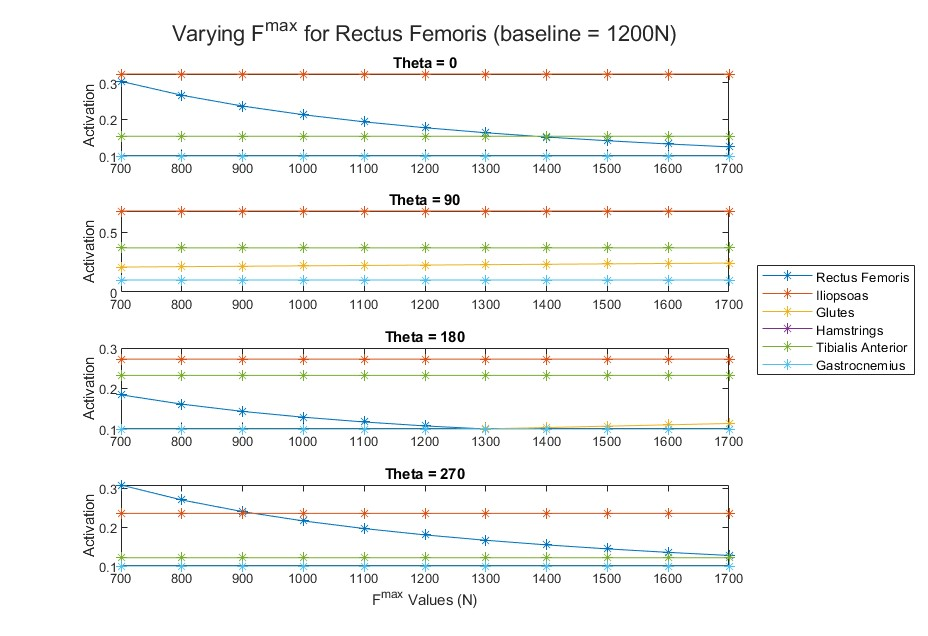 Varying F^max for Rectus Femoris (baseline = 1200N)
Theta = 0
Activation
0.3
0.2
0.1
700 800 900 1000 1100 1200 1300 1400 1500 1600 1700
Theta = 90
Activation
0.5
0
700 800 900 1000 1100 1200 1300 1400 1500 1600 1700
Theta = 180
Activation
0.3
0.2
0.1
700 800 900 1000 1100 1200 1300 1400 1500 1600 1700
Theta = 270
Activation
0.3
0.2
0.1
700 800 900 1000 1100 1200 1300 1400 1500 1600 1700
F^max Values (N)
Rectus Femoris
Iliopsoas
Glutes
Hamstrings
Tibialis Anterior
Gastrocnemius